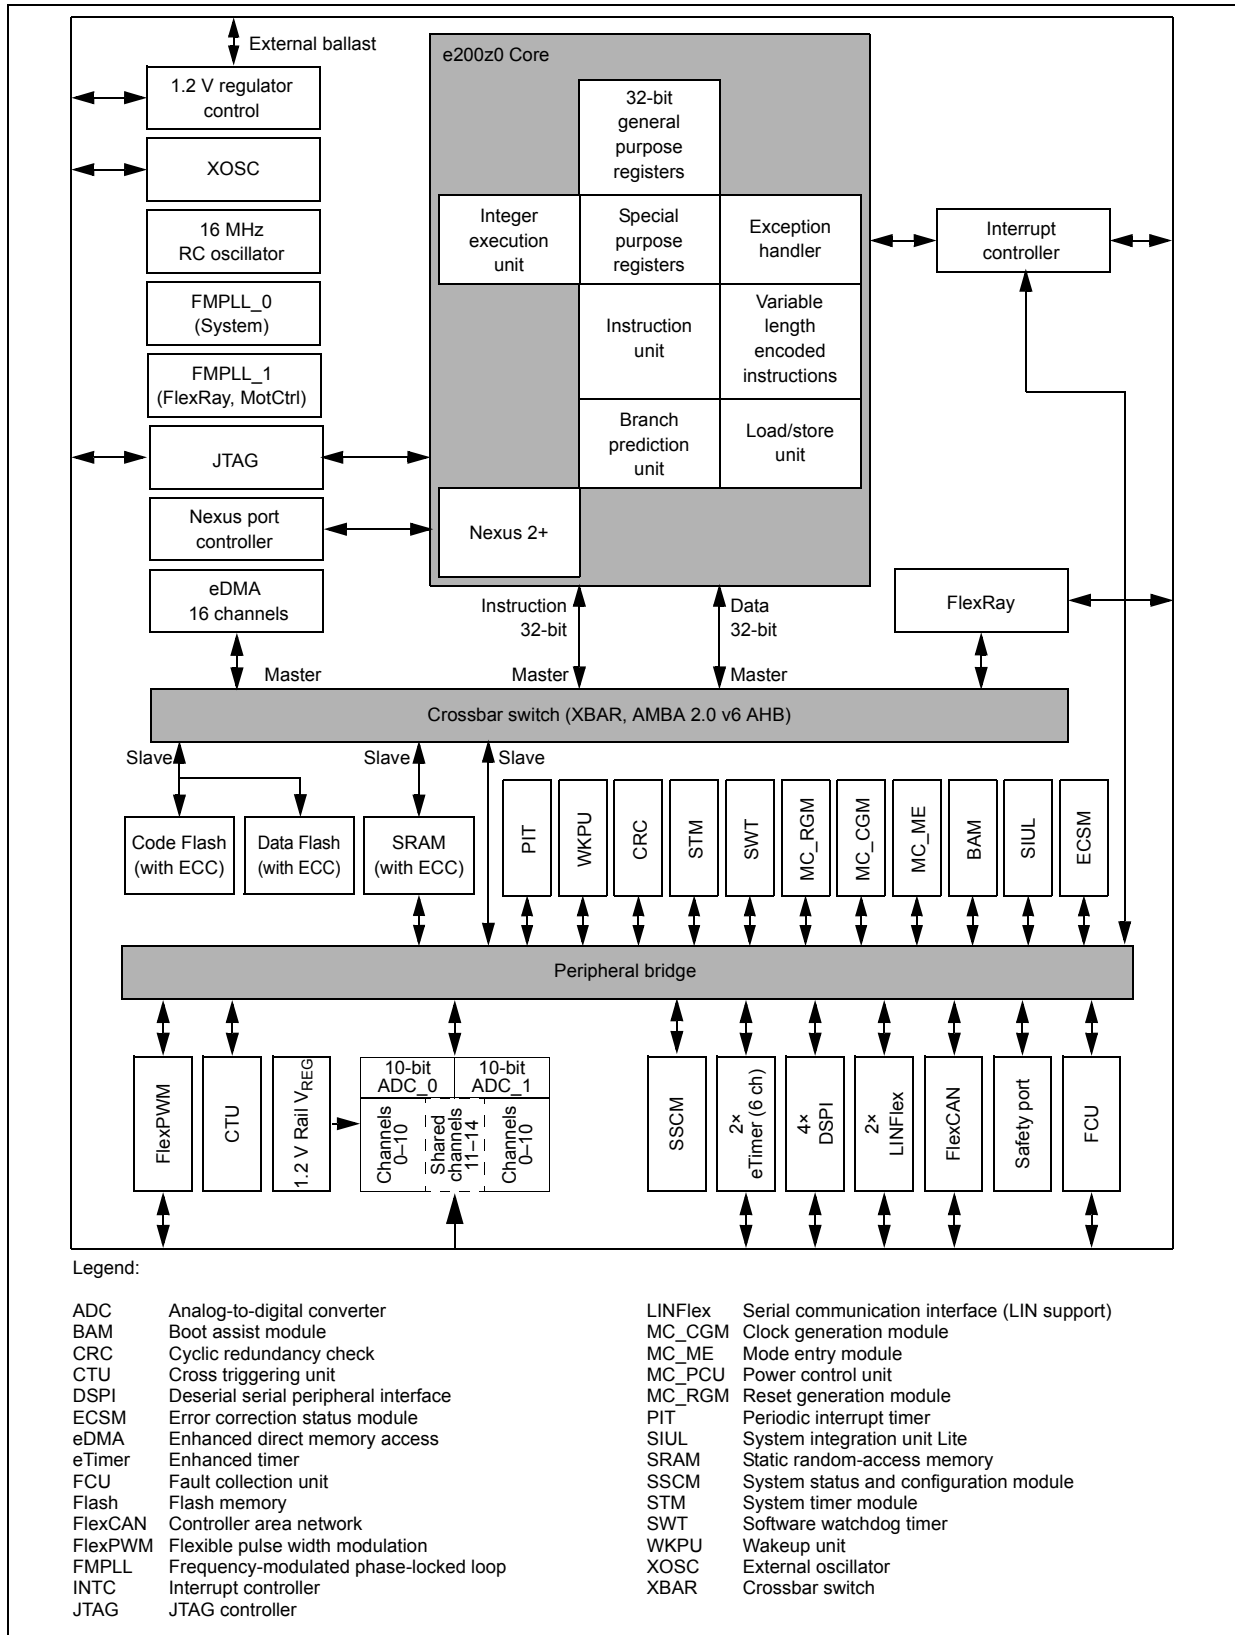 External ballast
e200z0 Core
1.2 V regulator
control
XOSC
16 MHz
RC oscillator
FMPLL_0
(System)
FMPLL_1
(FlexRay, MotCtrl)
JTAG
Nexus port
controller
eDMA
16 channels
32-bit
general
purpose
registers
Integer
execution
unit
Special
purpose
registers
Exception
handler
Instruction
unit
Variable
length
encoded
instructions
Branch
prediction
unit
Load/store
unit
Nexus 2+
Interrupt
controller
FlexRay
Instruction
32-bit
Data
32-bit
Master
Master
Master
Crossbar switch (XBAR, AMBA 2.0 v6 AHB)
Slave
Slave
Slave
Code Flash
(with ECC)
Data Flash
(with ECC)
SRAM
(with ECC)
PIT
WKPU
CRC
STM
SWT
MC_RGM
MC_CGM
MC_ME
BAM
SIUL
ECSM
Peripheral bridge
FlexPWM
CTU
1.2 V Rail VREG
10-bit
ADC_0
10-bit
ADC_1
Channels
0–10
Shared
channels
11–14
Channels
0–10
SSCM
2×
eTimer (6 ch)
4×
DSPI
2×
LINFlex
FlexCAN
Safety port
FCU
Legend:
ADC Analog-to-digital converter
BAM Boot assist module
CRC Cyclic redundancy check
CTU Cross triggering unit
DSPI Deserial serial peripheral interface
ECSM Error correction status module
eDMA Enhanced direct memory access
eTimer Enhanced timer
FCU Fault collection unit
Flash Flash memory
FlexCAN Controller area network
FlexPWM Flexible pulse width modulation
FMPLL Frequency-modulated phase-locked loop
INTC Interrupt controller
JTAG JTAG controller
LINFlex Serial communication interface (LIN support)
MC_CGM Clock generation module
MC_ME Mode entry module
MC_PCU Power control unit
MC_RGM Reset generation module
PIT Periodic interrupt timer
SIUL System integration unit Lite
SRAM Static random-access memory
SSCM System status and configuration module
STM System timer module
SWT Software watchdog timer
WKPU Wakeup unit
XOSC External oscillator
XBAR Crossbar switch